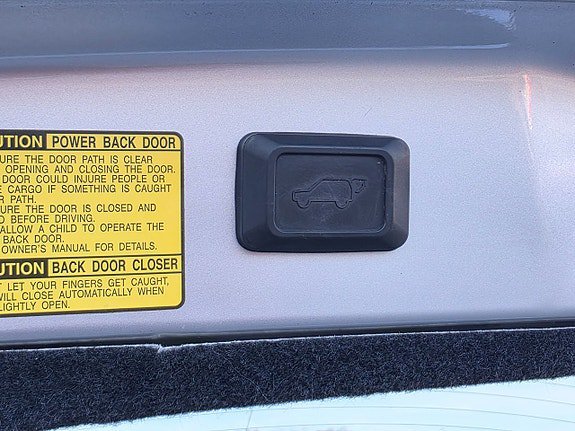 UTION POWER BACK DOOR
URE THE DOOR PATH IS CLEAR
OPENING AND CLOSING THE DOOR.
DOOR COULD INJURE PEOPLE OR
E CARGO IF SOMETHING IS CAUGHT
R PATH.
URE THE DOOR IS CLOSED AND
D BEFORE DRIVING.
ALLOW A CHILD TO OPERATE THE
BACK DOOR.
OWNER'S MANUAL FOR DETAILS.
UTION BACK DOOR CLOSER
T LET YOUR FINGERS GET CAUGHT,
WILL CLOSE AUTOMATICALLY WHEN
LIGHTLY OPEN.